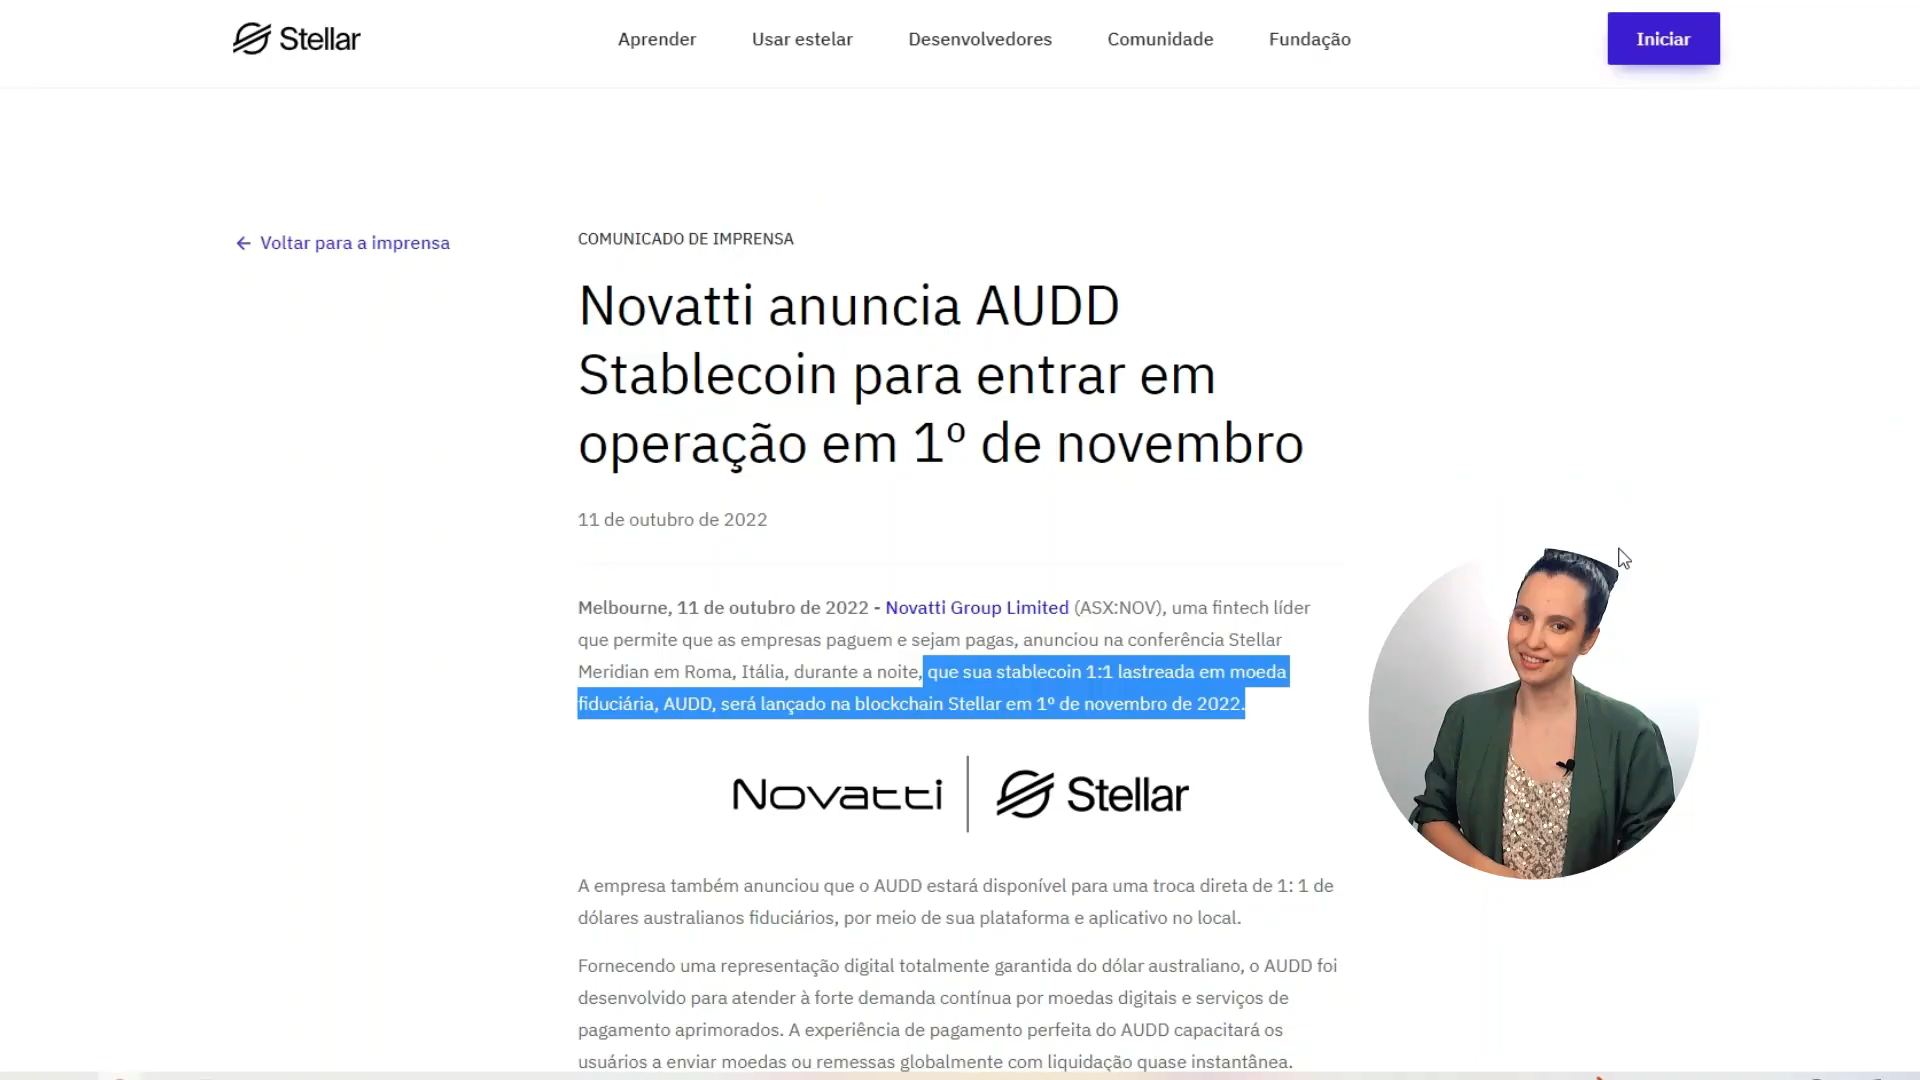 Stellar
Aprender
Usar estelar
Desenvolvedores
Comunidade
Fundação
Iniciar
← Voltar para a imprensa
COMUNICADO DE IMPRENSA
Novatti anuncia AUDD
Stablecoin para entrar em
operação em 1º de novembro
11 de outubro de 2022
Melbourne, 11 de outubro de 2022 - Novatti Group Limited (ASX:NOV), uma fintech líder
que permite que as empresas paguem e sejam pagas, anunciou na conferência Stellar
Meridian em Roma, Itália, durante a noite, que sua stablecoin 1:1 lastreada em moeda
fiduciária, AUDD, será lançado na blockchain Stellar em 1º de novembro de 2022.
Novatti | Stellar
A empresa também anunciou que o AUDD estará disponível para uma troca direta de 1: 1 de
dólares australianos fiduciários, por meio de sua plataforma e aplicativo no local.
Fornecendo uma representação digital totalmente garantida do dólar australiano, o AUDD foi
desenvolvido para atender à forte demanda contínua por moedas digitais e serviços de
pagamento aprimorados. A experiência de pagamento perfeita do AUDD capacitará os
usuários a enviar moedas ou remessas globalmente com liquidação quase instantânea.